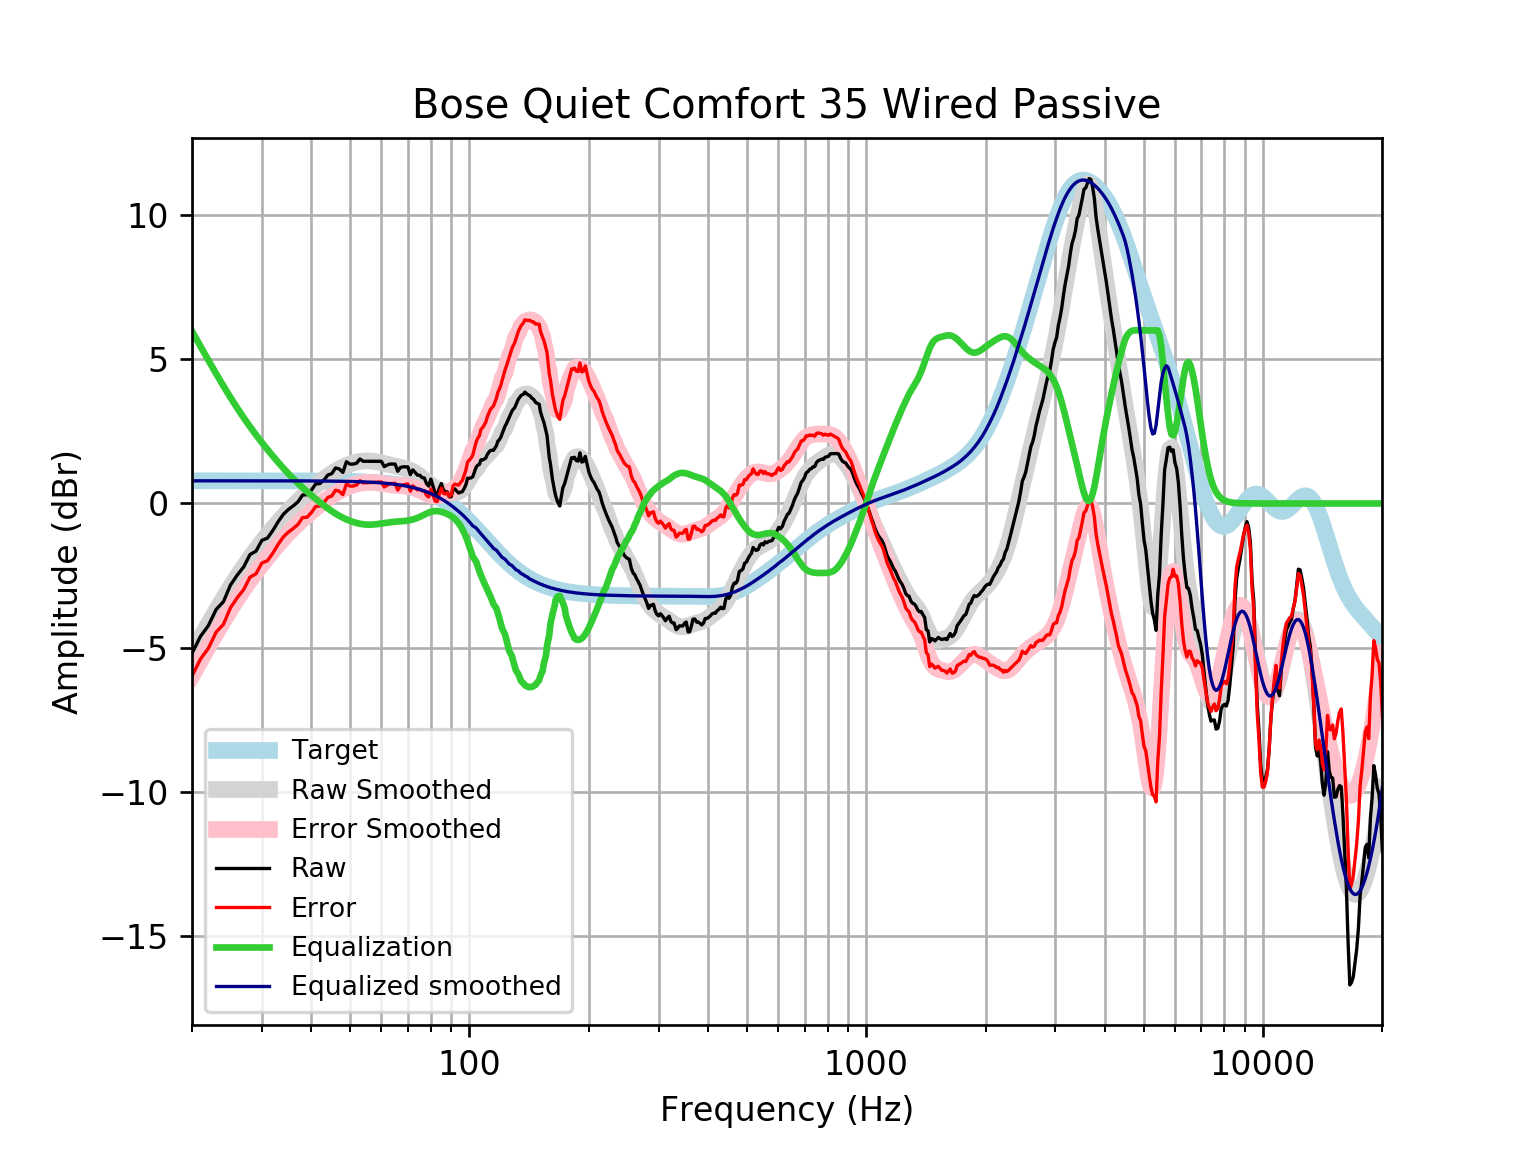 Bose Quiet Comfort 35 Wired Passive
Amplitude (dBr)
10
5
0
−5
−10
−15
Target
Raw Smoothed
Error Smoothed
Raw
Error
Equalization
Equalized smoothed
100
1000
10000
Frequency (Hz)